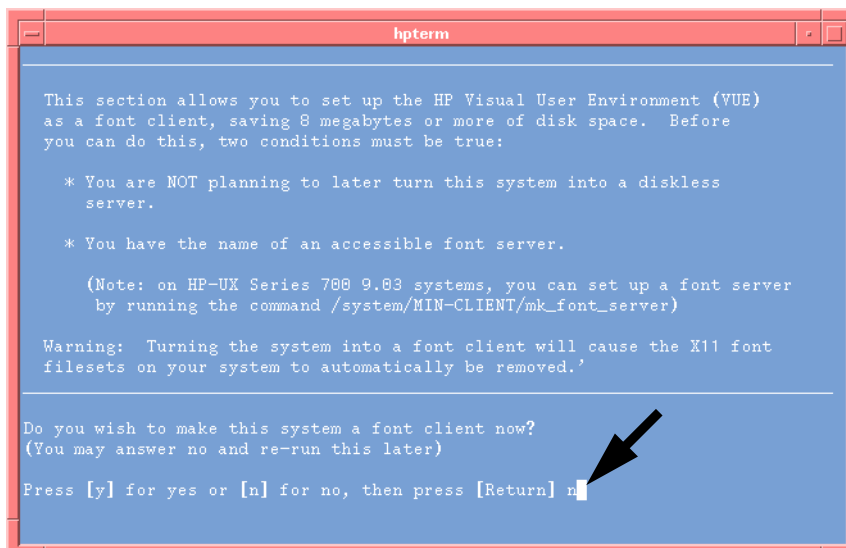 hpterm
This section allows you to set up the HP Visual User Environment (VUE)
as a font client, saving 8 megabytes or more of disk space.  Before
you can do this, two conditions must be true:
* You are NOT planning to later turn this system into a diskless
server.
* You have the name of an accessible font server.
(Note: on HP-UX Series 700 9.03 systems, you can set up a font server
by running the command /system/MIN-CLIENT/mk_font_server)
Warning:  Turning the system into a font client will cause the X11 font
filesets on your system to automatically be removed.'
Do you wish to make this system a font client now?
(You may answer no and re-run this later)
Press [y] for yes or [n] for no, then press [Return] n